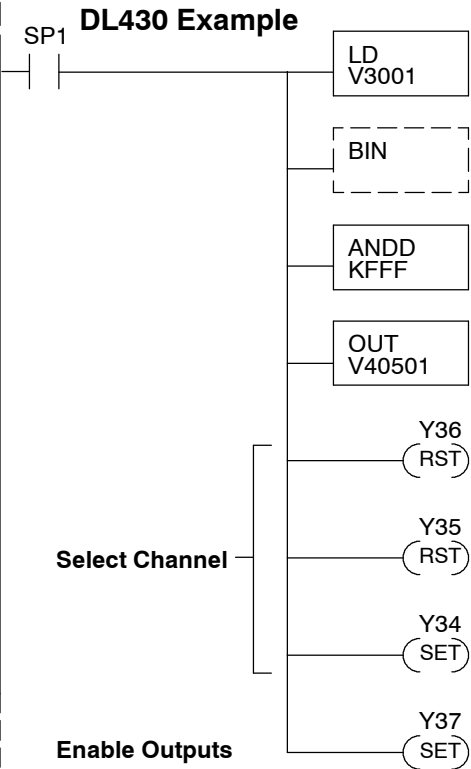 DL430 Example
SP1
LD
V3001
BIN
ANDD
KFFF
OUT
V40501
Y36
RST
Y35
RST
Select Channel
Y34
SET
Y37
Enable Outputs
SET